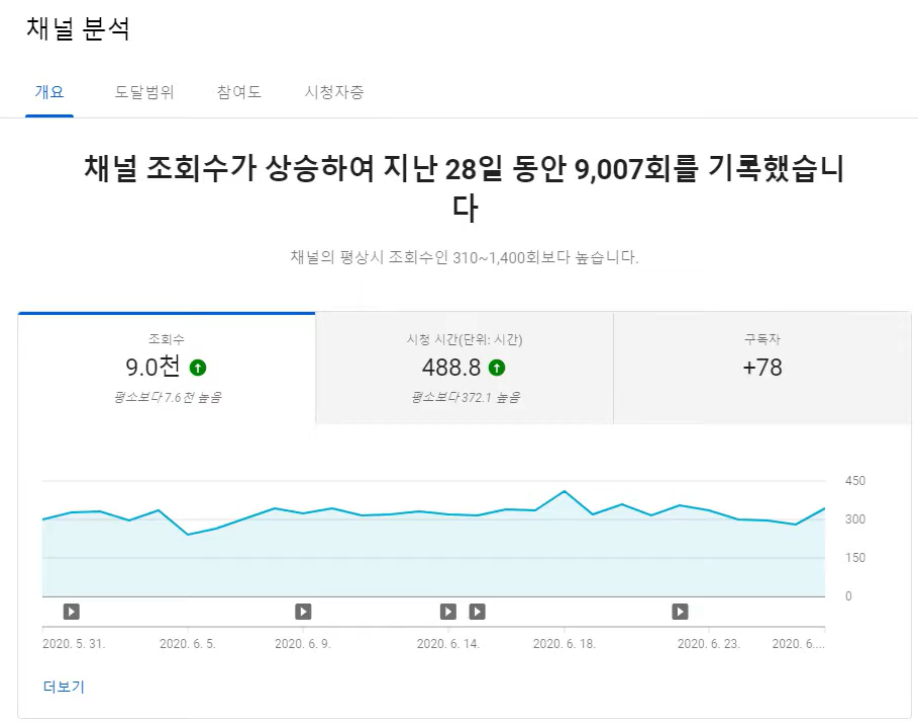 채널 분석
개요 도달범위 참여도 시청자층
채널 조회수가 상승하여 지난 28일 동안 9,007회를 기록했습니
다
채널의 평상시 조회수인 310~1,400회보다 높습니다.
조회수 시청 시간(단위: 시간) 구독자
9.0천 488.8 +78
평소보다 7.6천 높음 평소보다 372.1 높음
450
300
150
0
2020. 5. 31. 2020. 6. 5. 2020. 6. 9. 2020. 6. 14. 2020. 6. 18. 2020. 6. 23. 2020. 6....
더보기